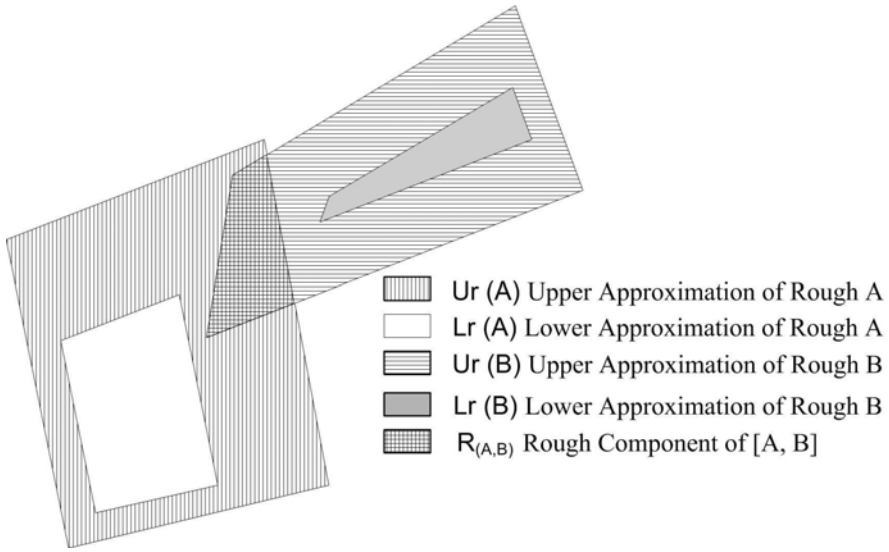 Ur (A) Upper Approximation of Rough A
Lr (A) Lower Approximation of Rough A
Ur (B) Upper Approximation of Rough B
Lr (B) Lower Approximation of Rough B
R(A,B) Rough Component of [A, B]